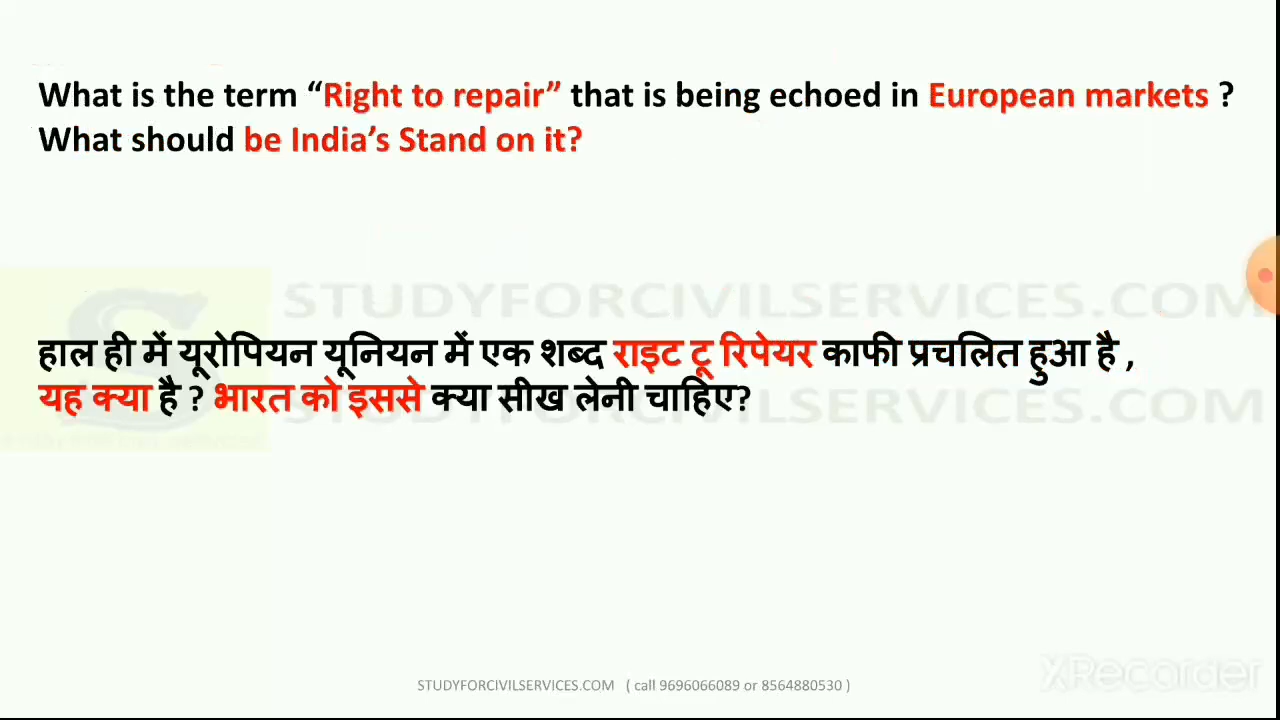 What is the term “Right to repair” that is being echoed in European markets ?
What should be India’s Stand on it?
STUDYFORCIVILSERVICES.COM
हाल ही में यूरोपियन यूनियन में एक शब्द राइट टू रिपेयर काफी प्रचलित हुआ है ,
यह क्या है ? भारत को इससे क्या सीख लेनी चाहिए?
STUDYFORCIVILSERVICES.COM ( call 9696066089 or 8564880530 )
XRecorder